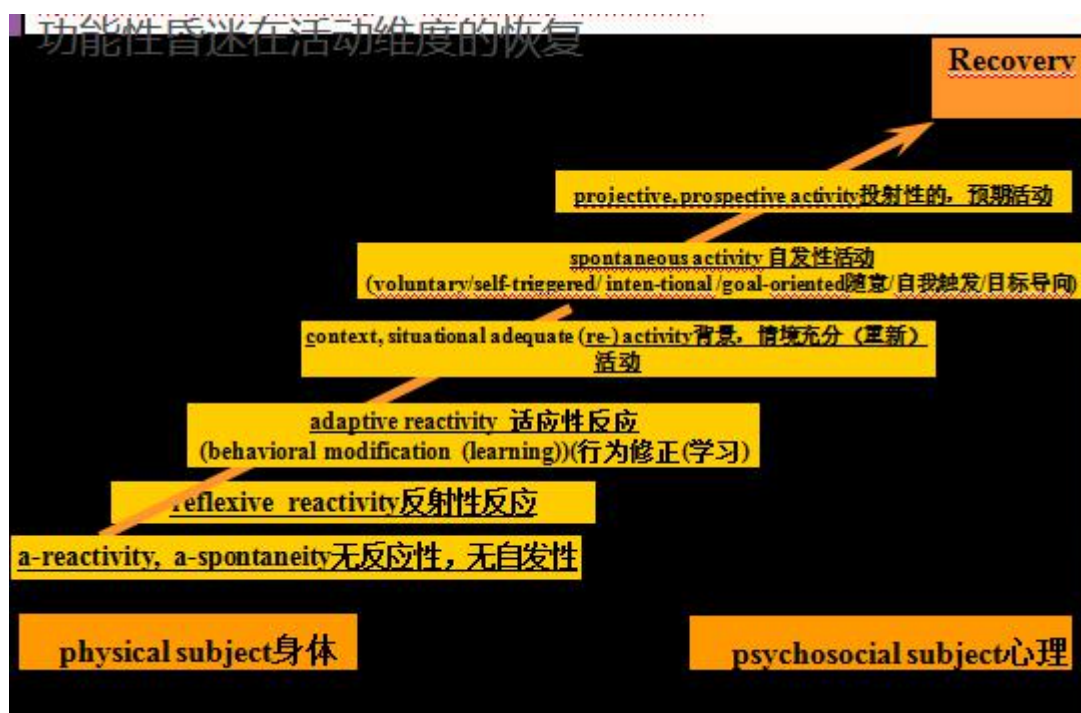 功能性昏迷在活动维度的恢复
Recovery
projective, prospective activity投射性的，预期活动
spontaneous activity 自发性活动
(voluntary/self-triggered/ inten-tional /goal-oriented随意/自我触发/目标导向)
context, situational adequate (re-) activity背景，情境充分（重新）
活动
adaptive reactivity 适应性反应
(behavioral modification (learning))(行为修正(学习)
reflexive reactivity反射性反应
a-reactivity, a-spontaneity无反应性，无自发性
physical subject身体
psychosocial subject心理